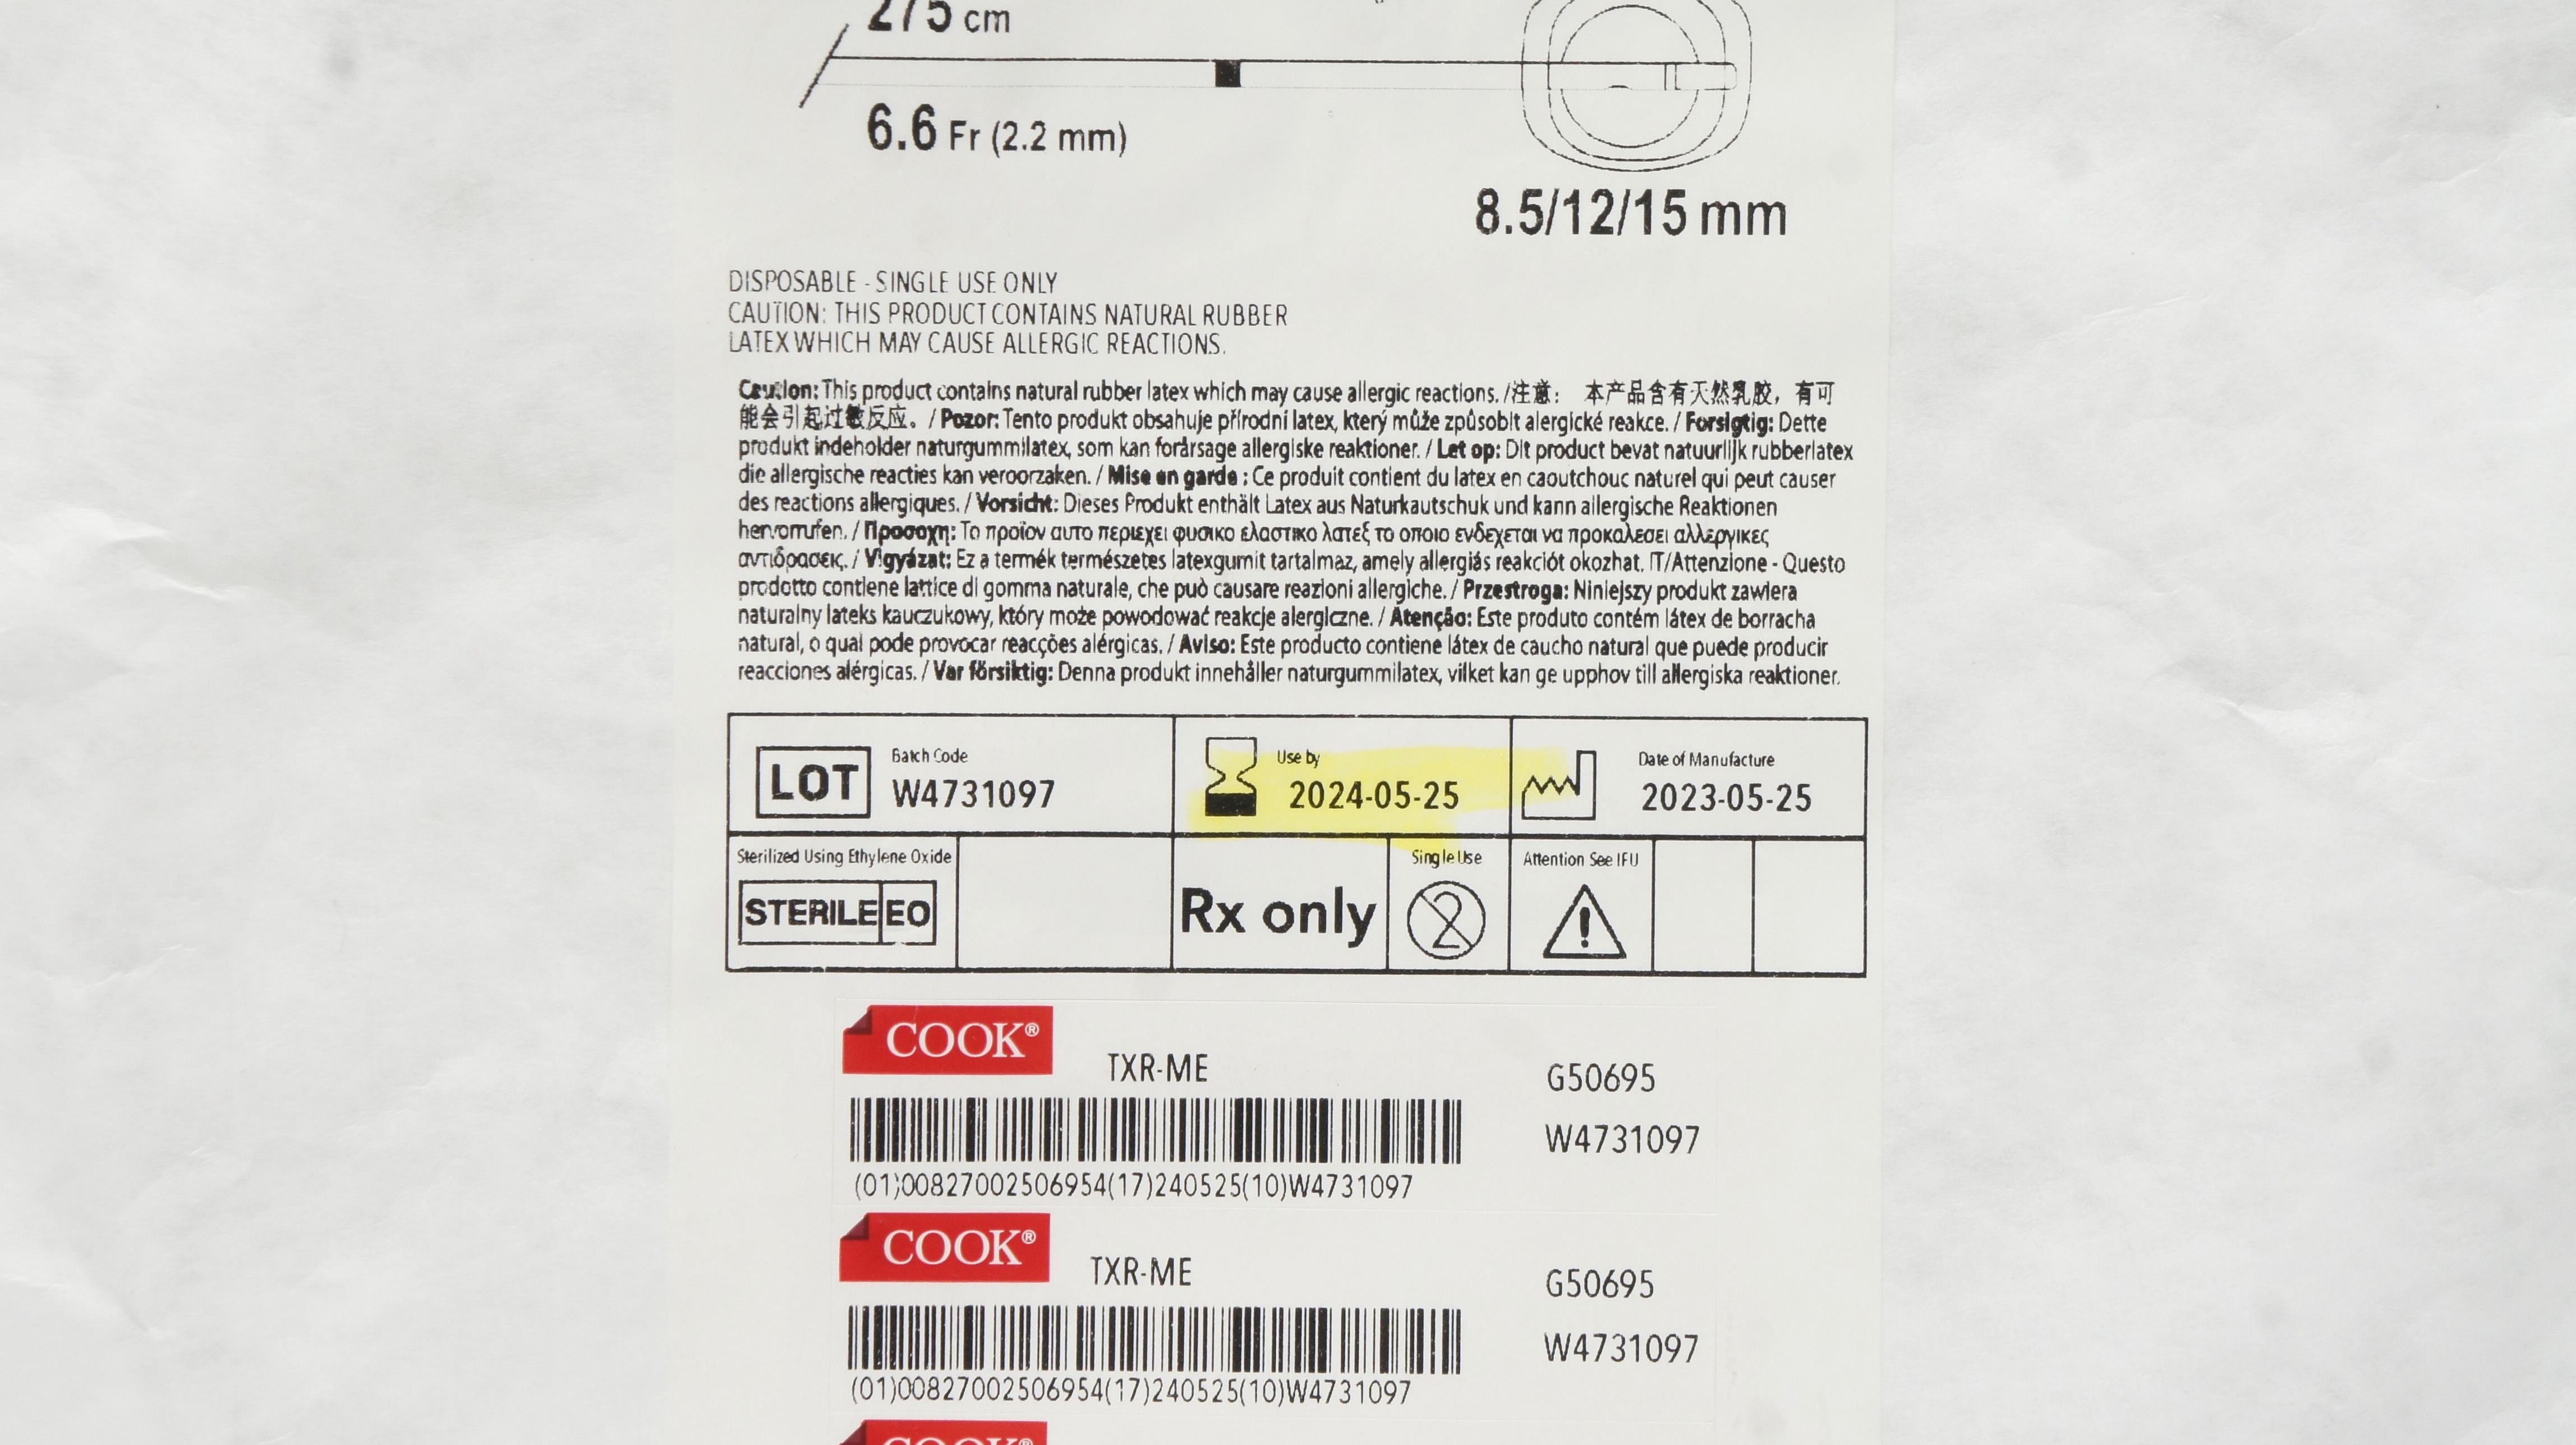 275 cm
6.6 Fr (2.2 mm)
8.5/12/15 mm
DISPOSABLE - SINGLE USE ONLY
CAUTION: THIS PRODUCT CONTAINS NATURAL RUBBER
LATEX WHICH MAY CAUSE ALLERGIC REACTIONS.
Caution: This product contains natural rubber latex which may cause allergic reactions. /注意： 本产品含有天然乳胶，有可
能会引起过敏反应。/ Pozor: Tento produkt obsahuje přírodní latex, který může způsobit alergické reakce. / Forsigtig: Dette
produkt indeholder naturgummilatex, som kan forårsage allergiske reaktioner. / Let op: Dit product bevat natuurlijk rubberlatex
die allergische reacties kan veroorzaken. / Mise en garde : Ce produit contient du latex en caoutchouc naturel qui peut causer
des reactions allergiques. / Vorsicht: Dieses Produkt enthält Latex aus Naturkautschuk und kann allergische Reaktionen
hervorrufen. / Προσοχη: Το προϊον αυτο περιεχει φυσικο ελαστικο λατεξ το οποιο ενδεχεται να προκαλεσει αλλεργικες
αντιδρασεις. / Vigyázat: Ez a termék természetes latexgumit tartalmaz, amely allergiás reakciót okozhat. IT/Attenzione - Questo
prodotto contiene lattice di gomma naturale, che può causare reazioni allergiche. / Przestroga: Niniejszy produkt zawiera
naturalny lateks kauczukowy, który może powodować reakcje alergiczne. / Atenção: Este produto contém látex de borracha
natural, o qual pode provocar reacções alérgicas. / Aviso: Este producto contiene látex de caucho natural que puede producir
reacciones alérgicas. / Var försiktig: Denna produkt innehåller naturgummilatex, vilket kan ge upphov till allergiska reaktioner.
LOT Batch Code W4731097
Use by 2024-05-25
Date of Manufacture 2023-05-25
Sterilized Using Ethylene Oxide
STERILE EO
Rx only
Single Use
2
Attention See IFU
!
COOK®
TXR-ME
G50695
W4731097
(01)00827002506954(17)240525(10)W4731097
COOK®
TXR-ME
G50695
W4731097
(01)00827002506954(17)240525(10)W4731097
COOK®